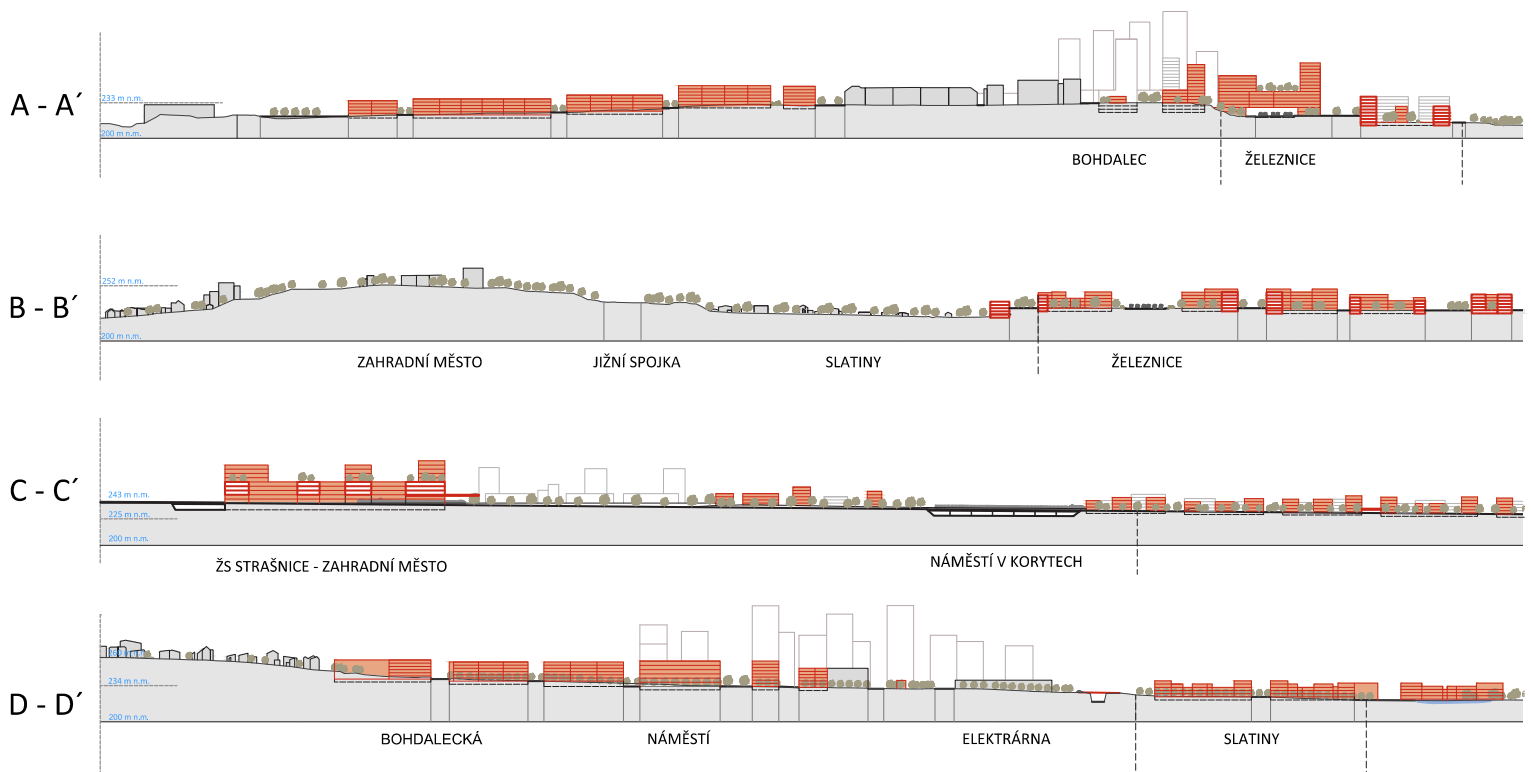 A - A´
233 m n.m.
200 m n.m.
BOHDALEC
ŽELEZNICE
B - B´
252 m n.m.
200 m n.m.
ZAHRADNÍ MĚSTO
JIŽNÍ SPOJKA
SLATINY
ŽELEZNICE
C - C´
243 m n.m.
225 m n.m.
200 m n.m.
ŽS STRAŠNICE - ZAHRADNÍ MĚSTO
NÁMĚSTÍ V KORYTECH
D - D´
234 m n.m.
200 m n.m.
BOHDALECKÁ
NÁMĚSTÍ
ELEKTRÁRNA
SLATINY